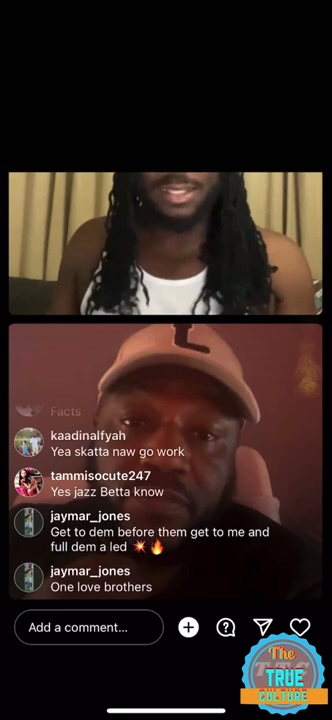 L
Facts
kaadinalfyah
Yea skatta naw go work
tammisocute247
Yes jazz Betta know
jaymar_jones
Get to dem before them get to me and
full dem a led 💥🔥
jaymar_jones
One love brothers
Add a comment...
The
TTC
TRUE
CULTURE